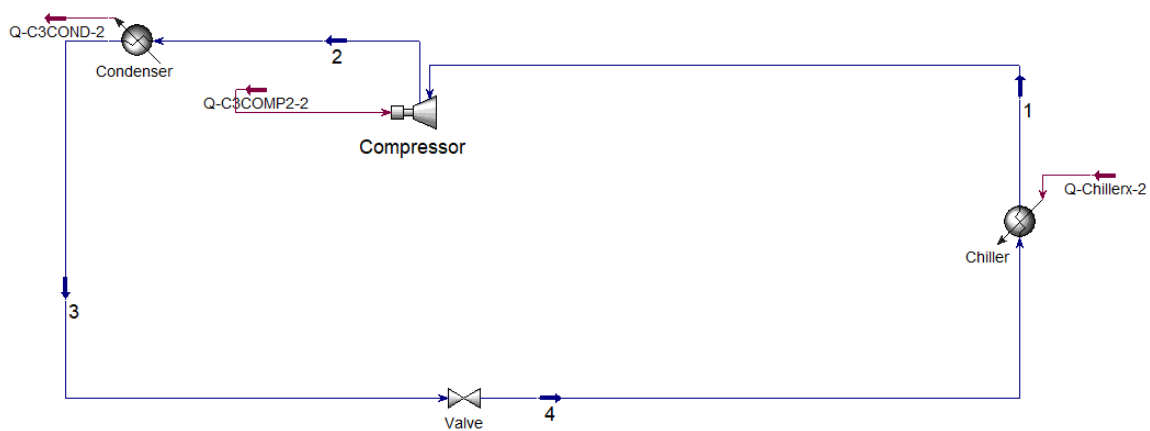 Q-C3COND-2
Condenser
2
Q-C3COMP2-2
Compressor
1
Q-Chillerx-2
Chiller
3
4
Valve